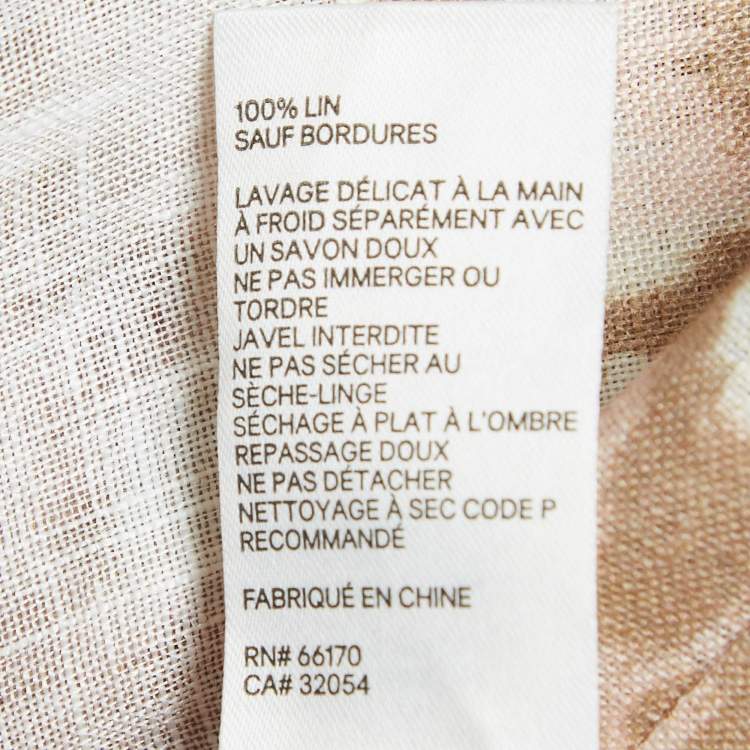 100% LIN
SAUF BORDURES
LAVAGE DÉLICAT À LA MAIN
À FROID SÉPARÉMENT AVEC
UN SAVON DOUX
NE PAS IMMERGER OU
TORDRE
JAVEL INTERDITE
NE PAS SÉCHER AU
SÈCHE-LINGE
SÉCHAGE À PLAT À L'OMBRE
REPASSAGE DOUX
NE PAS DÉTACHER
NETTOYAGE À SEC CODE P
RECOMMANDÉ
FABRIQUÉ EN CHINE
RN# 66170
CA# 32054